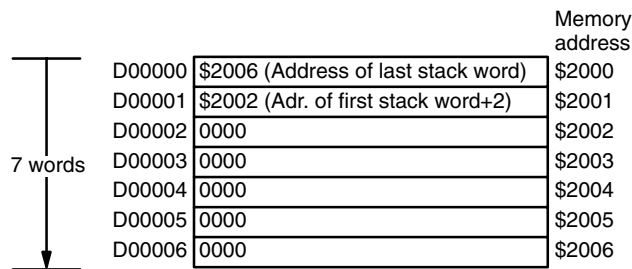 Memory
address
D00000 $2006 (Address of last stack word) $2000
D00001 $2002 (Adr. of first stack word+2) $2001
D00002 0000 $2002
D00003 0000 $2003
7 words
D00004 0000 $2004
D00005 0000 $2005
D00006 0000 $2006